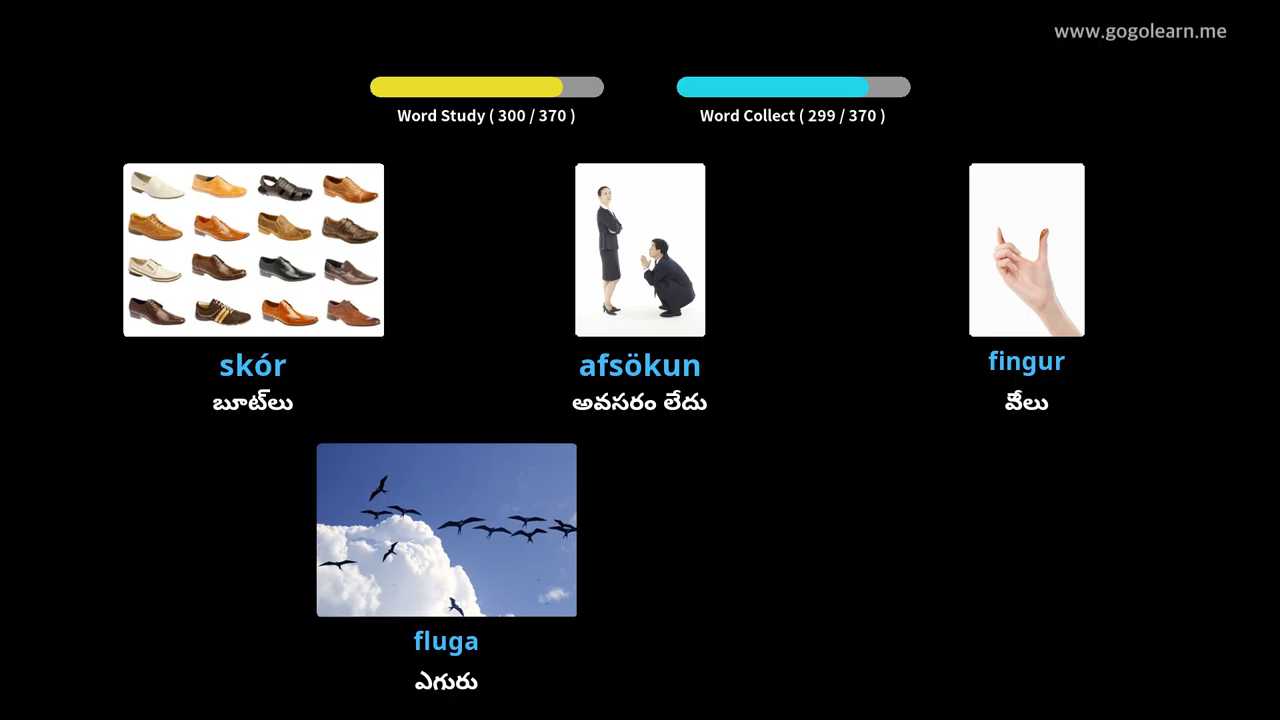 www.gogolearn.me
Word Study ( 300 / 370 )
Word Collect ( 299 / 370 )
skór
బూట్‌లు
afsökun
అవసరం లేదు
fingur
వేలు
fluga
ఎగురు